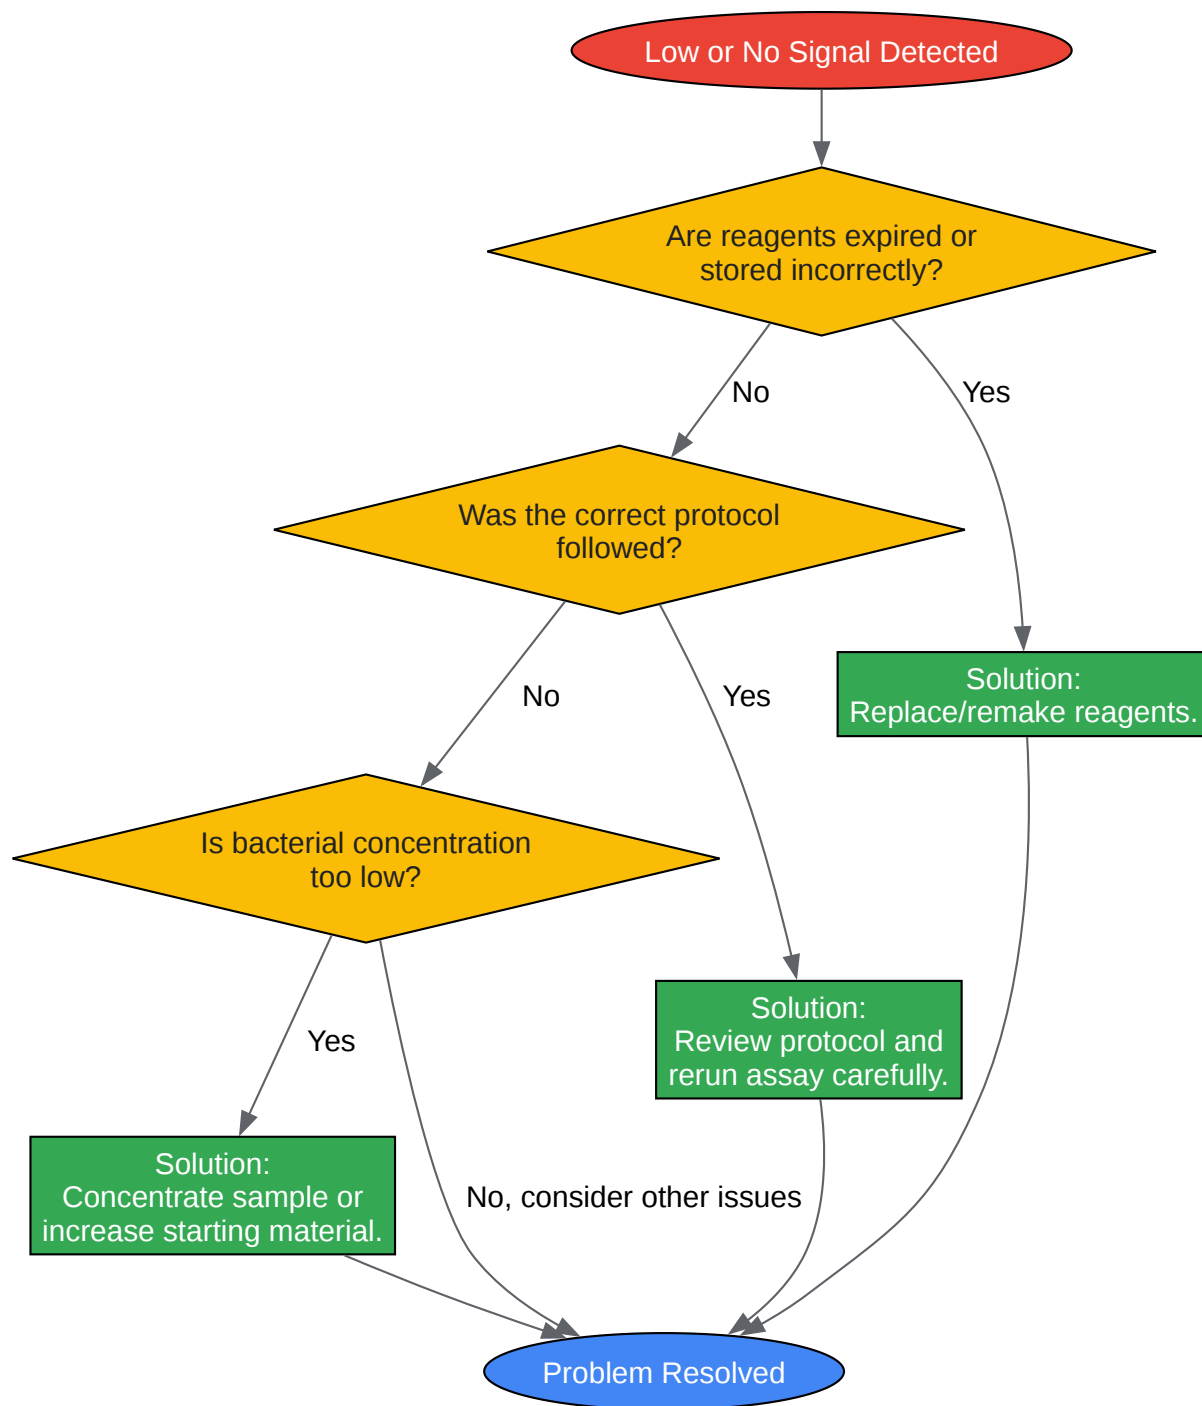 Low or No Signal Detected
Are reagents expired or
stored incorrectly?
No
Yes
Was the correct protocol
followed?
No
Yes
Solution:
Replace/remake reagents.
Is bacterial concentration
too low?
Yes
Solution:
Review protocol and
rerun assay carefully.
Solution:
Concentrate sample or
increase starting material.
No, consider other issues
Problem Resolved